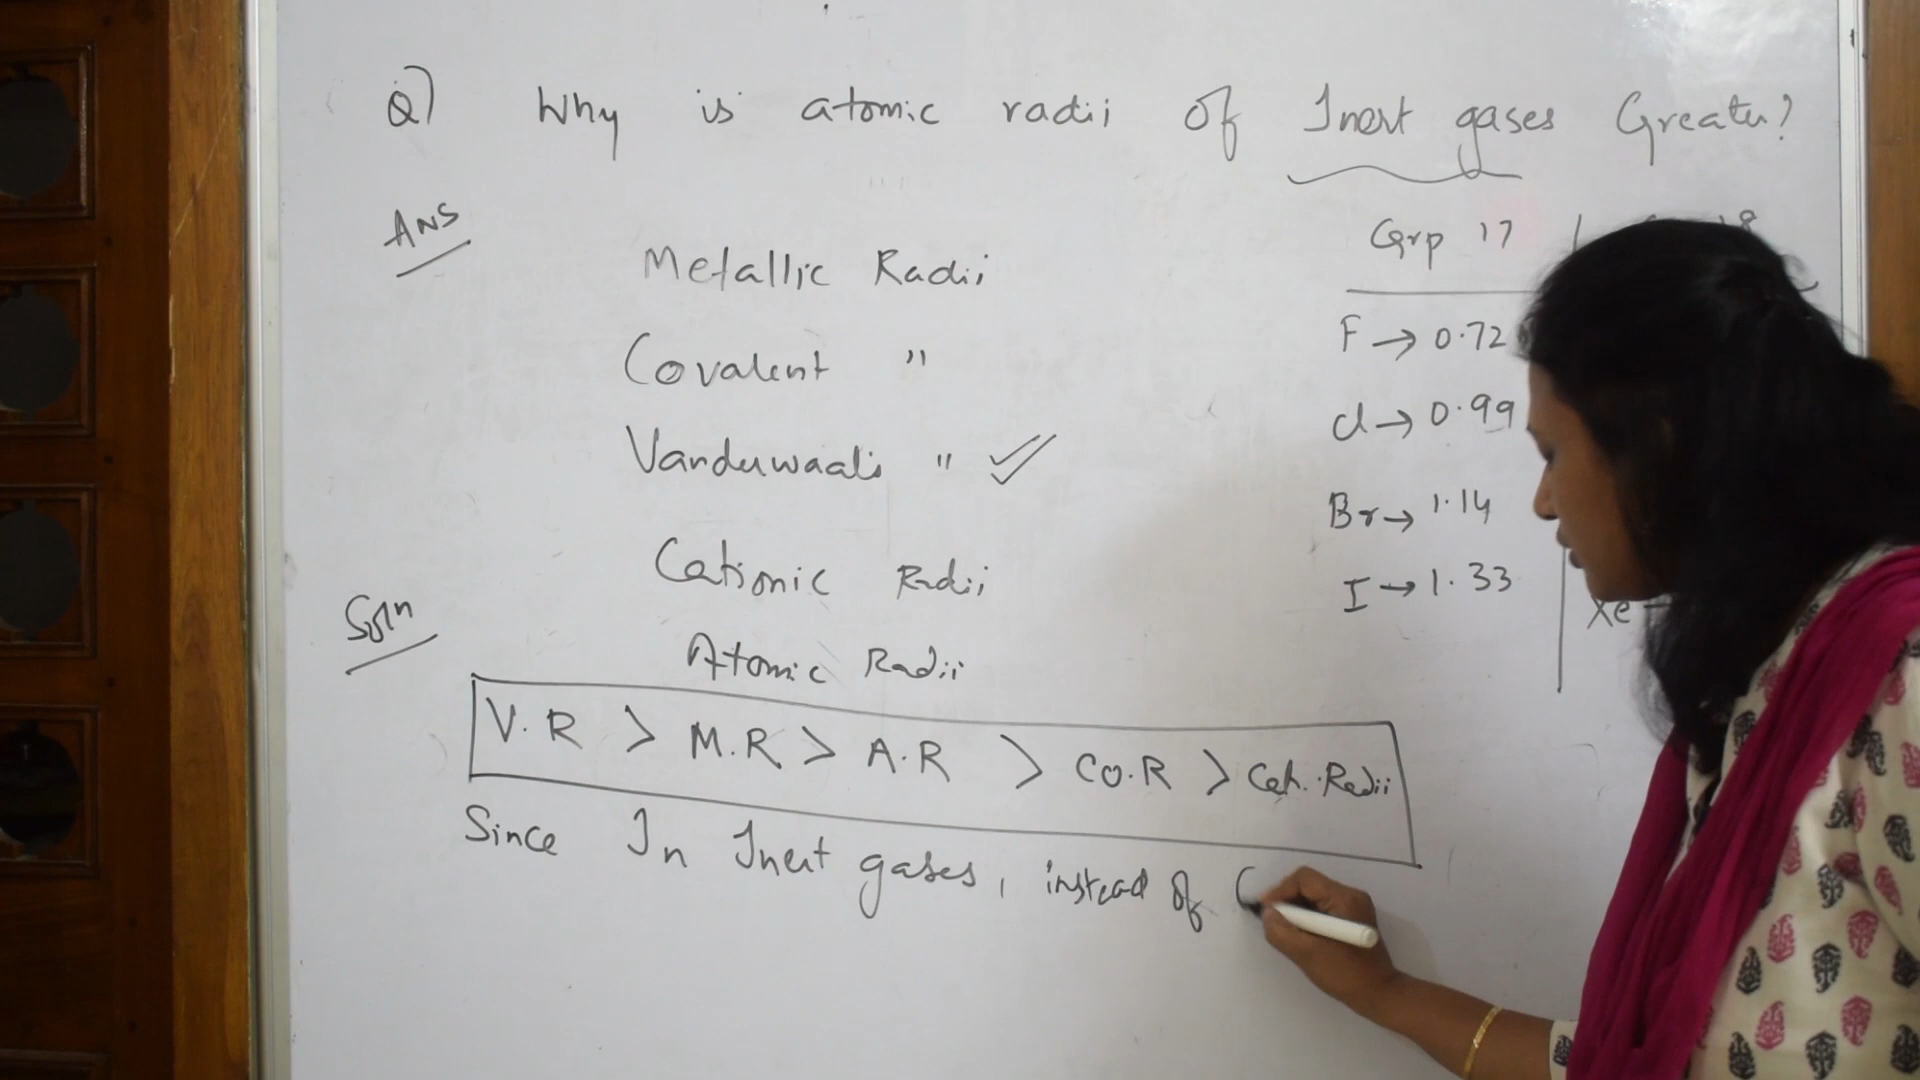 Q) Why is atomic radii of Inert gases Greater?
Ans
Metallic Radii
Covalent "
Vanderwaals " ✓
Cationic Radii
Soln
Atomic Radii
V.R > M.R > A.R > CO.R > Cat. Radii
Since In Inert gases, instead of C
Grp 17 | 18
F → 0.72
Cl → 0.99
Br → 1.14
I → 1.33
Xe